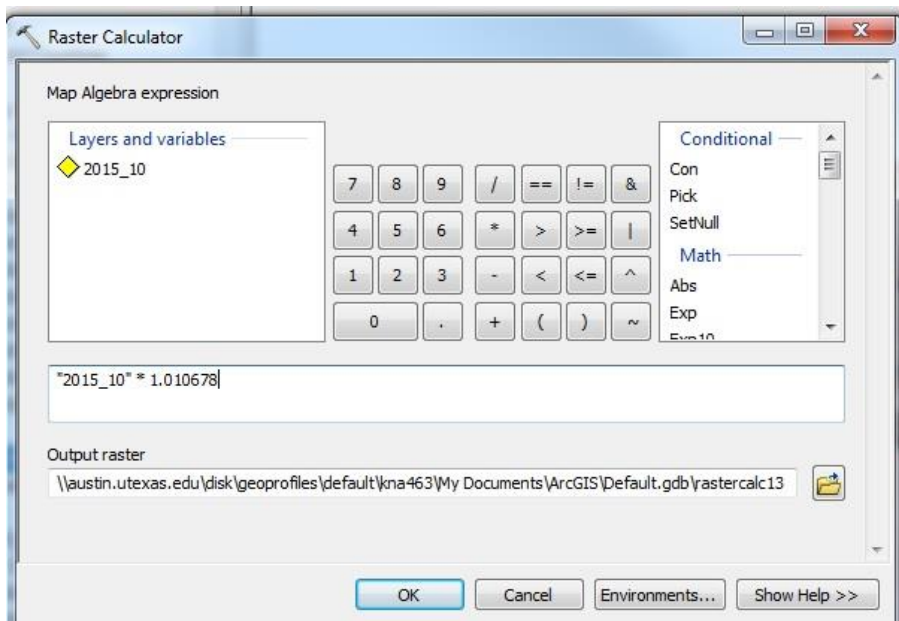 Raster Calculator
Map Algebra expression
Layers and variables
2015_10
7 8 9 / == != &
4 5 6 * > >= |
1 2 3 - < <= ^
0 . + ( ) ~
Conditional
Con
Pick
SetNull
Math
Abs
Exp
Exp10
"2015_10" * 1.010678
Output raster
\\austin.utexas.edu\disk\geoprofiles\default\kna463\My Documents\ArcGIS\Default.gdb\rastercalc13
OK Cancel Environments... Show Help >>